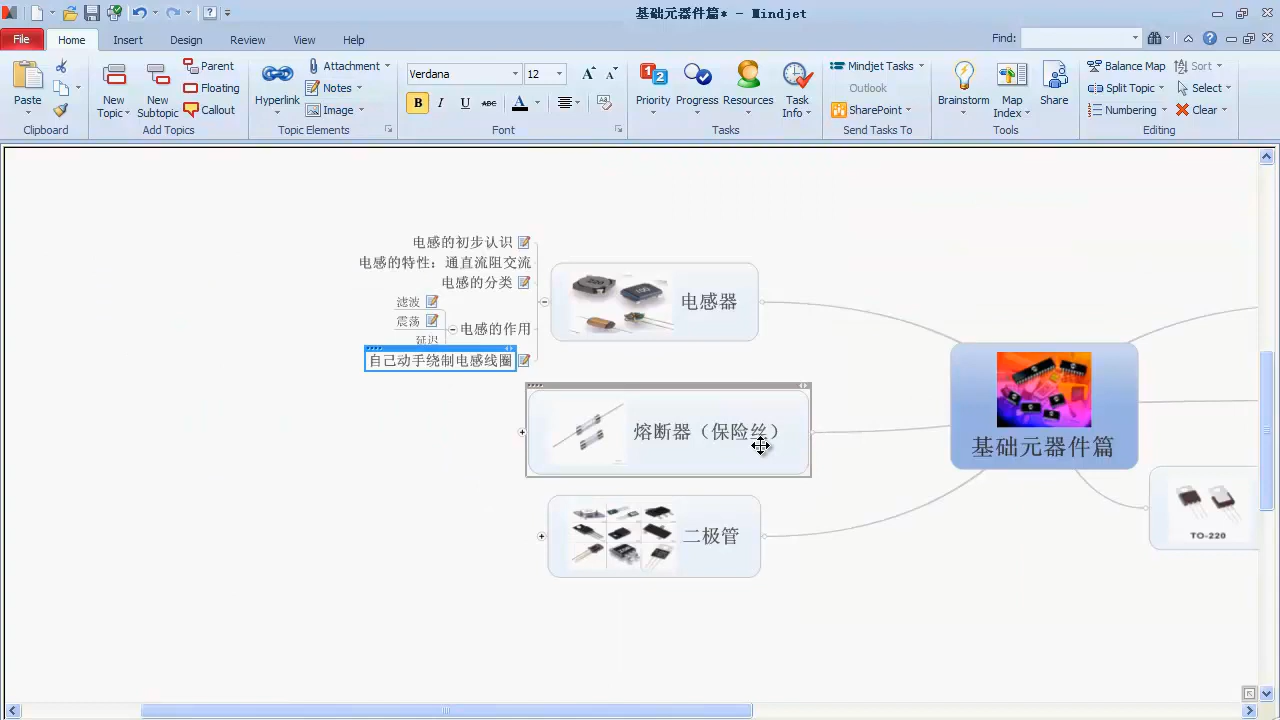 基础元器件篇* - Mindjet
File Home Insert Design Review View Help
Find:
Paste
Clipboard
New Topic
New Subtopic
Parent
Floating
Callout
Add Topics
Hyperlink
Attachment
Notes
Image
Topic Elements
Verdana 12
B I U ABC A
Font
Priority
Progress
Resources
Task Info
Tasks
Mindjet Tasks
Outlook
SharePoint
Send Tasks To
Brainstorm
Map Index
Share
Tools
Balance Map
Split Topic
Numbering
Sort
Select
Clear
Editing
电感的初步认识
电感的特性：通直流阻交流
电感的分类
滤波
震荡
延迟
电感的作用
自己动手绕制电感线圈
电感器
熔断器（保险丝）
二极管
基础元器件篇
TO-220